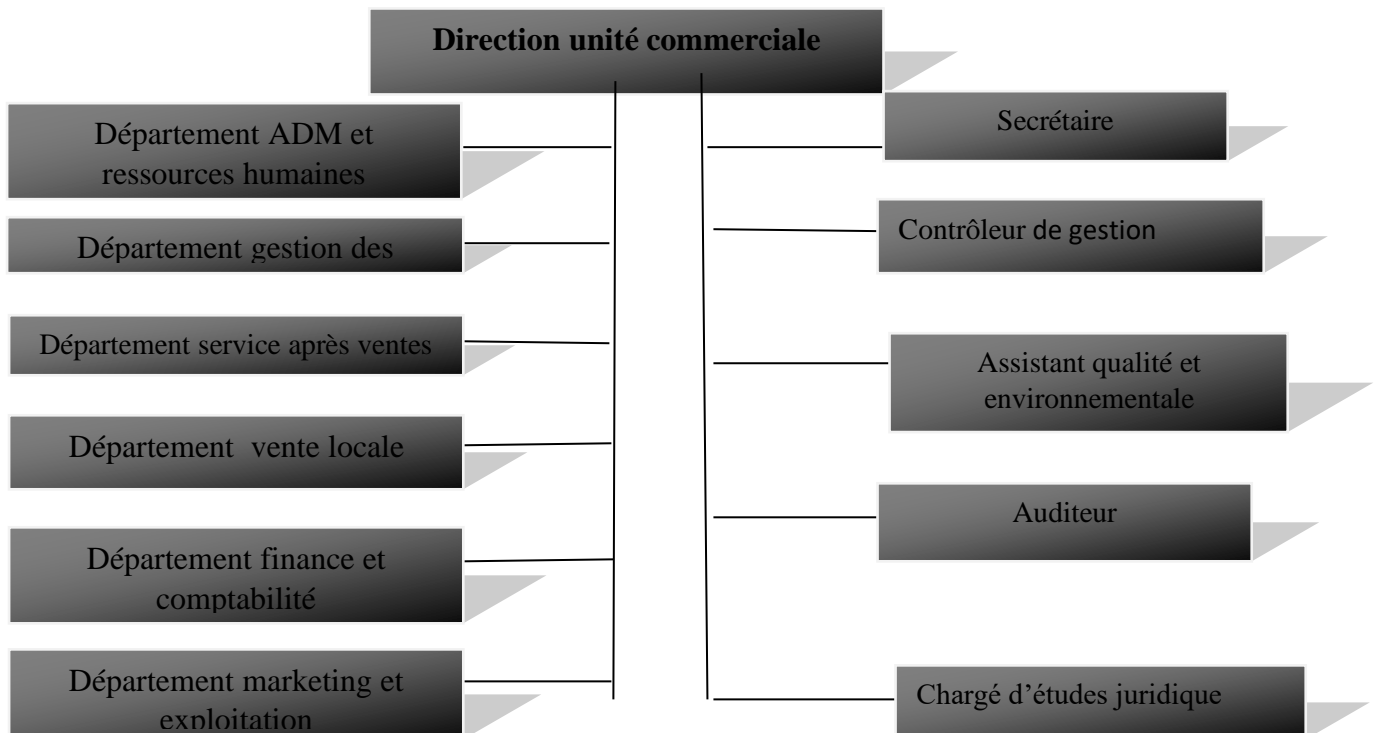 Direction unité commerciale
Département ADM et
ressources humaines
Département gestion des
Département service après ventes
Département vente locale
Département finance et
comptabilité
Département marketing et
exploitation
Secrétaire
Contrôleur de gestion
Assistant qualité et
environnementale
Auditeur
Chargé d’études juridique